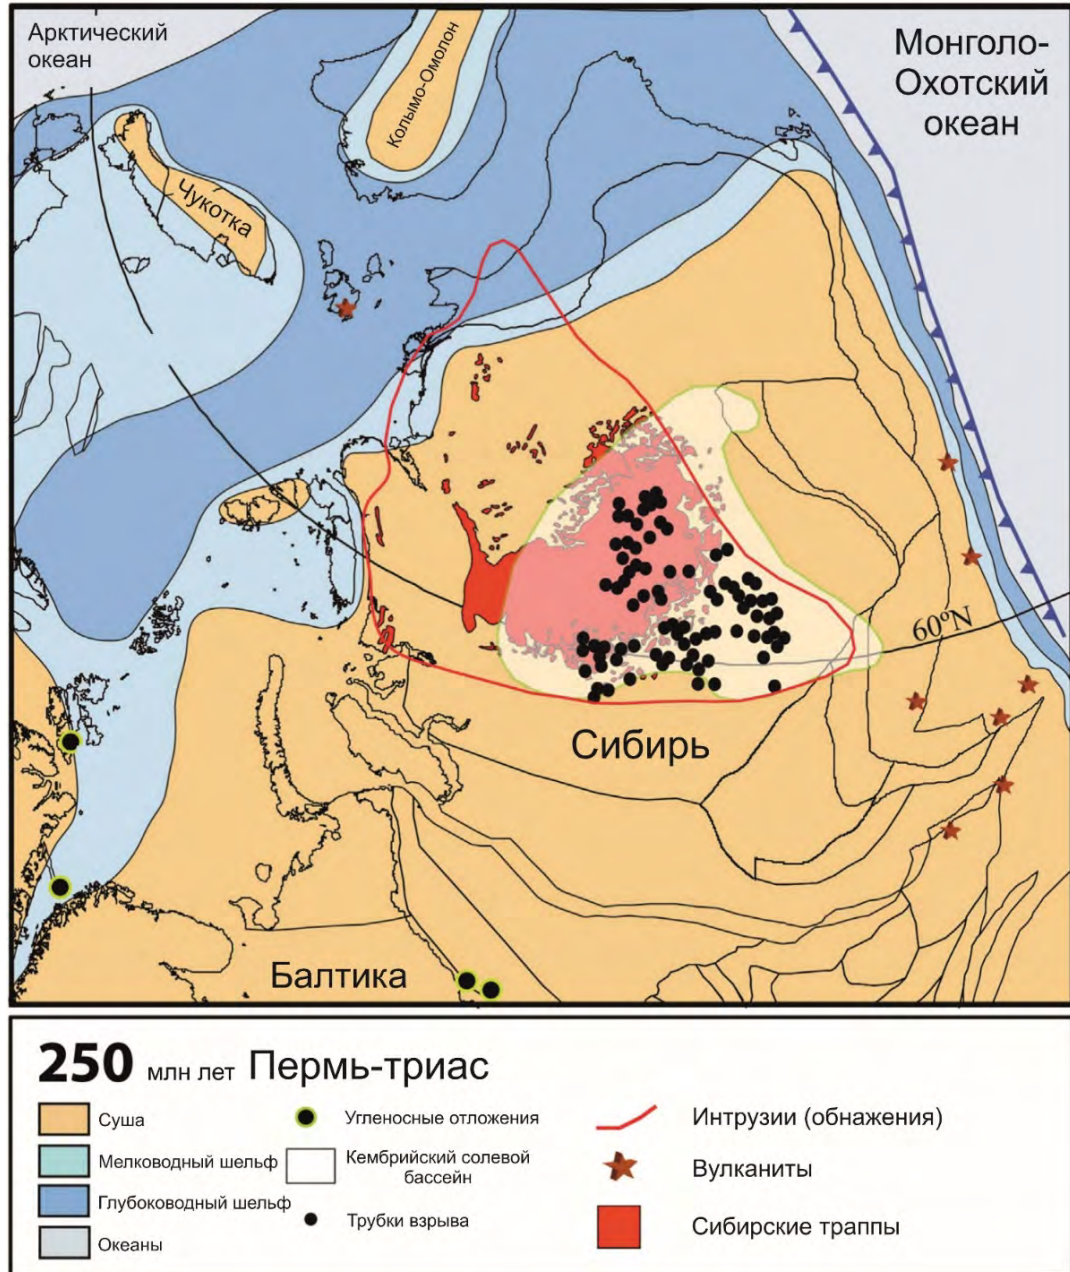 Арктический
океан
Монголо-
Охотский
океан
Колымо-Омолон
Чукотка
60°N
Сибирь
Балтика
250 млн лет Пермь-триас
Суша
Мелководный шельф
Глубоководный шельф
Океаны
Угленосные отложения
Кембрийский солевой
бассейн
Трубки взрыва
Интрузии (обнажения)
Вулканиты
Сибирские траппы